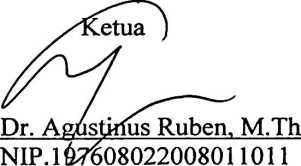 Ketua
Dr. Agustinus Ruben, M.Th
NIP.197608022008011011